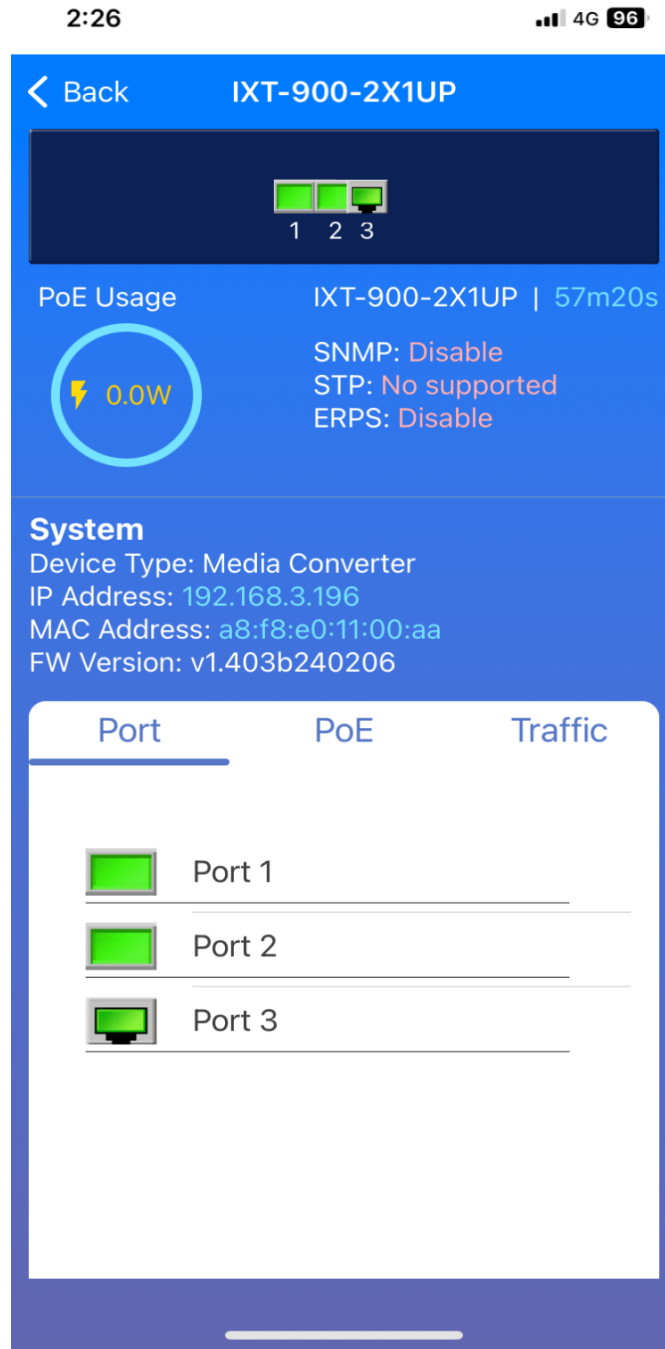 2:26 4G 96
Back IXT-900-2X1UP
1 2 3
PoE Usage IXT-900-2X1UP | 57m20s
SNMP: Disable
0.0W STP: No supported
ERPS: Disable
System
Device Type: Media Converter
IP Address: 192.168.3.196
MAC Address: a8:f8:e0:11:00:aa
FW Version: v1.403b240206
Port PoE Traffic
Port 1
Port 2
Port 3